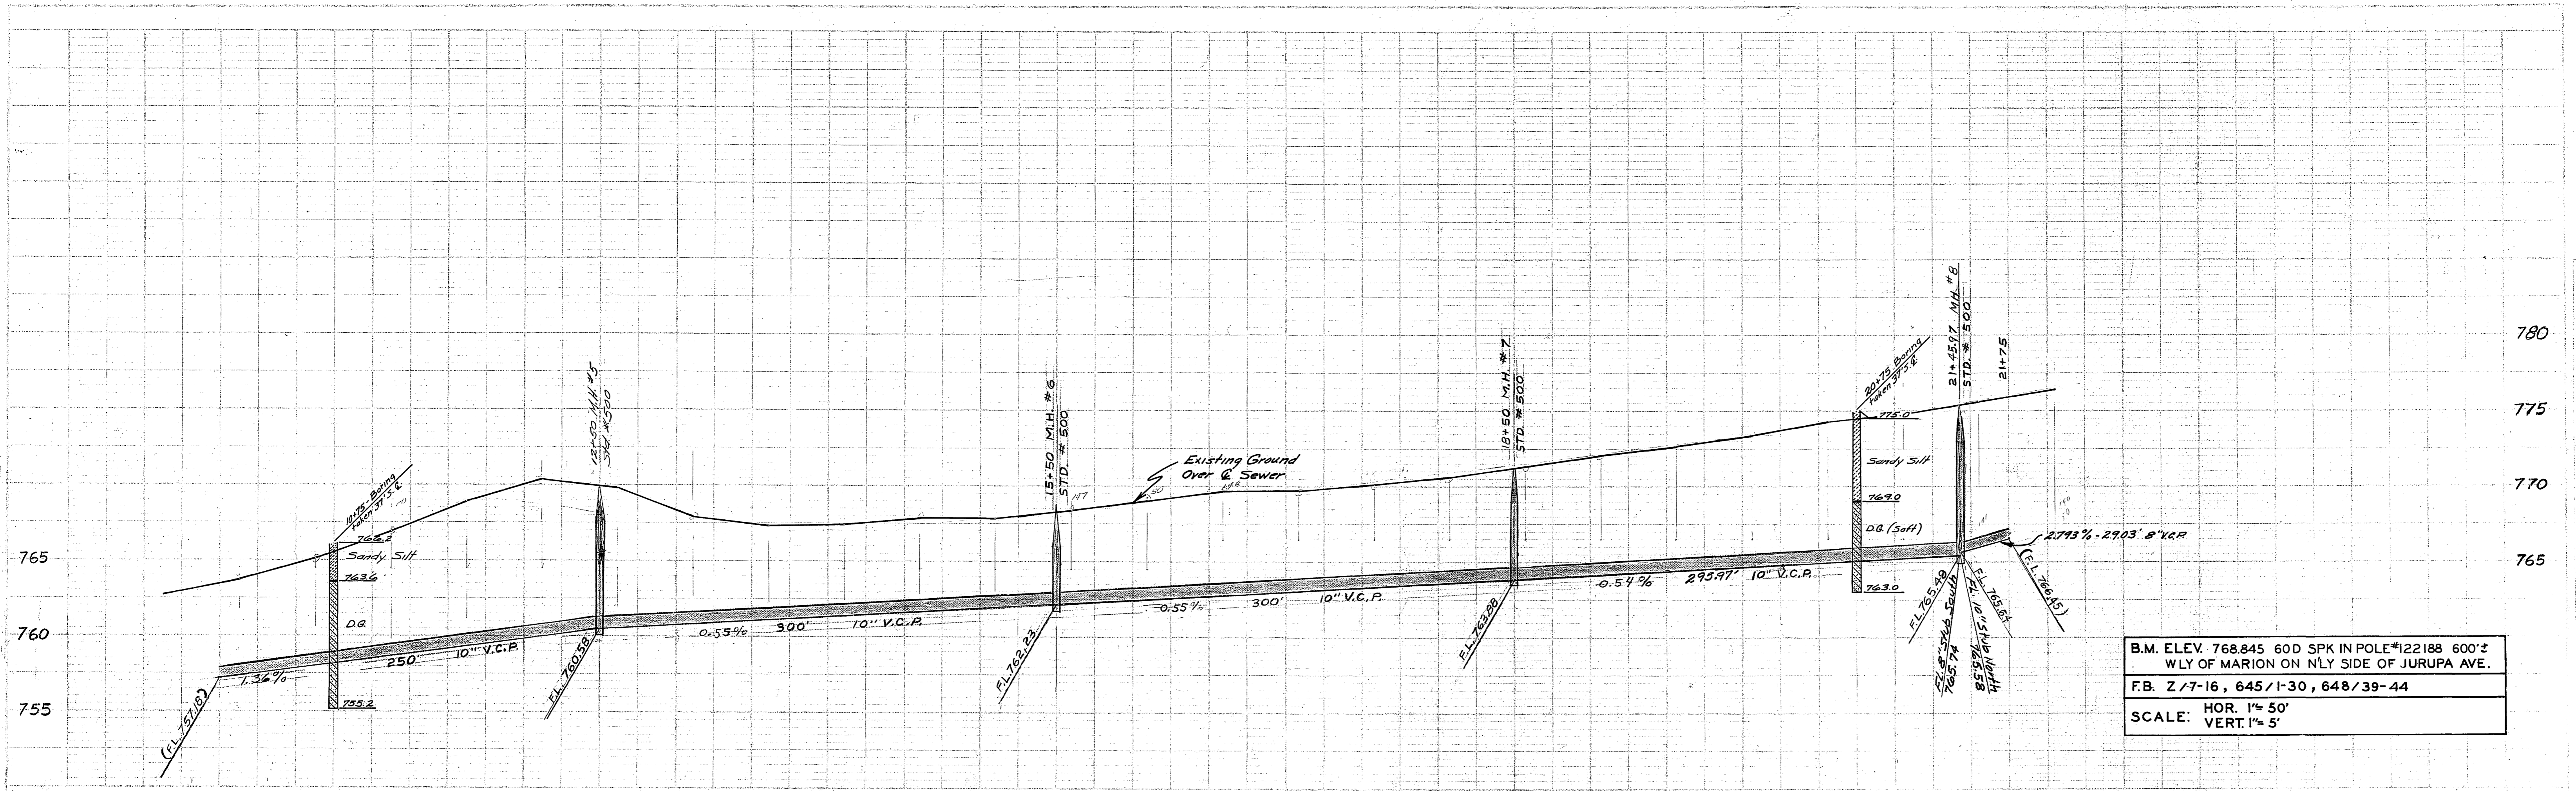 780
775
770
765
765
760
755
10+75 - Boring
taken 37' S. ℄
766.2
Sandy Silt
763.6
D.G.
755.2
(F.L. 757.18)
1.36%
250'
10" V.C.P.
12+50 M.H. #5
Std. #500
F.L. 760.58
0.55%
300'
10" V.C.P.
15+50 M.H. #6
STD. # 500
F.L. 762.23
Existing Ground
Over ℄ Sewer
0.55%
300'
10" V.C.P.
18+50 M.H. #7
STD. # 500
F.L. 763.88
0.54%
295.97'
10" V.C.P.
20+75 Boring
taken 37' S. ℄
775.0
Sandy Silt
769.0
D.G. (Soft)
763.0
21+45.97 MH. #8
STD. # 500
21+75
2.793% - 29.03' 8" V.C.P.
F.L. 765.48
F.L. 8" Stub South
765.74
F.L. 765.64
F.L. 10" Stub North
765.58
(F.L. 766.45)
B.M. ELEV. 768.845 60D SPK IN POLE #122188 600'±
WLY OF MARION ON N'LY SIDE OF JURUPA AVE.
F.B. Z/7-16, 645/1-30, 648/39-44
SCALE: HOR. 1"= 50'
VERT. 1"= 5'